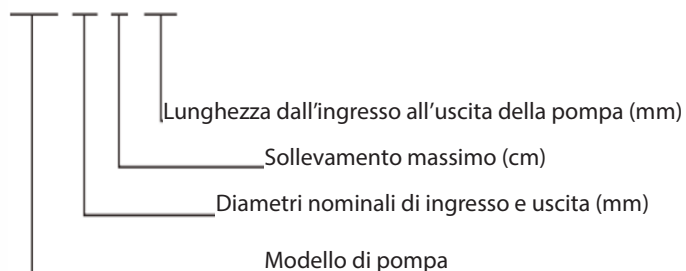 Lunghezza dall’ingresso all’uscita della pompa (mm)
Sollevamento massimo (cm)
Diametri nominali di ingresso e uscita (mm)
Modello di pompa